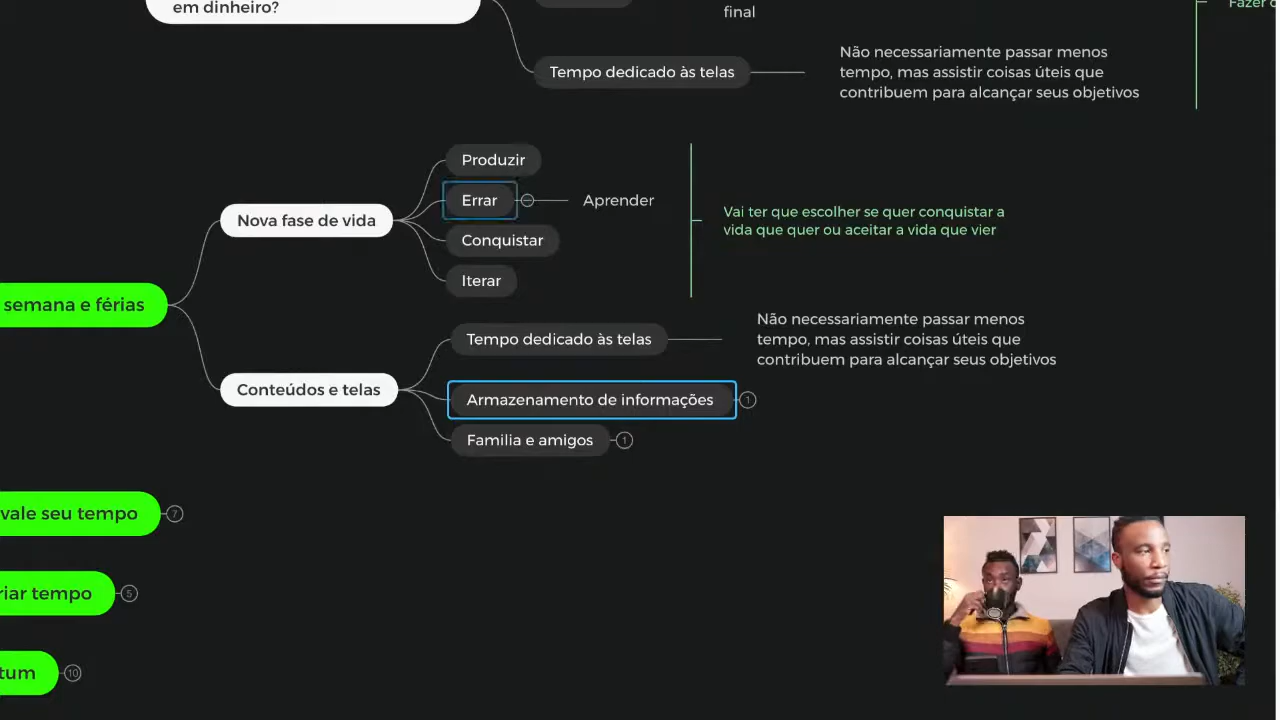 em dinheiro?
final
Fazer
Tempo dedicado às telas
Não necessariamente passar menos
tempo, mas assistir coisas úteis que
contribuem para alcançar seus objetivos
Nova fase de vida
Produzir
Errar
Aprender
Conquistar
Iterar
Vai ter que escolher se quer conquistar a
vida que quer ou aceitar a vida que vier
semana e férias
Conteúdos e telas
Tempo dedicado às telas
Não necessariamente passar menos
tempo, mas assistir coisas úteis que
contribuem para alcançar seus objetivos
Armazenamento de informações 1
Familia e amigos 1
vale seu tempo 7
riar tempo 5
tum 10